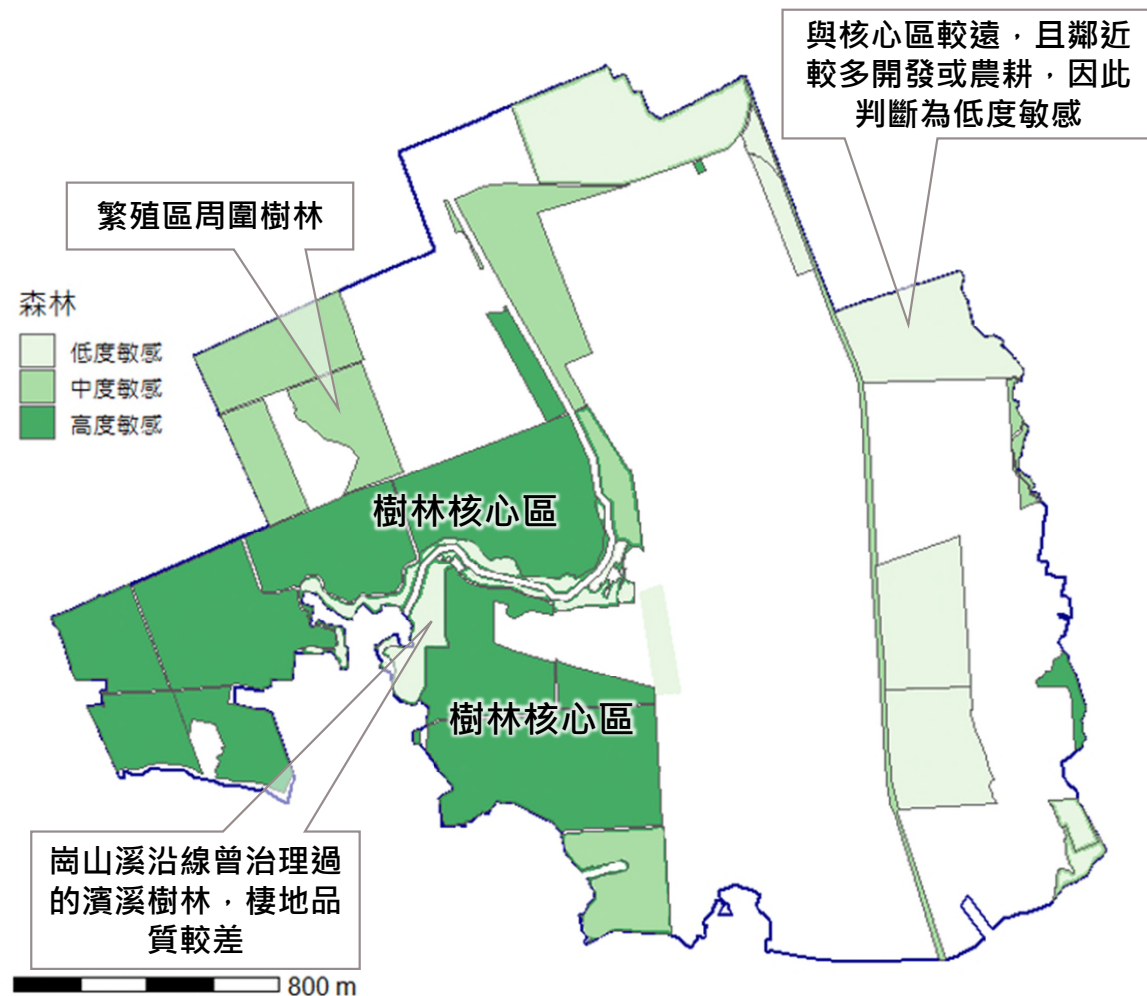 與核心區較遠，且鄰近
較多開發或農耕，因此
判斷為低度敏感
繁殖區周圍樹林
森林
低度敏感
中度敏感
高度敏感
樹林核心區
樹林核心區
崗山溪沿線曾治理過
的濱溪樹林，棲地品
質較差
800 m